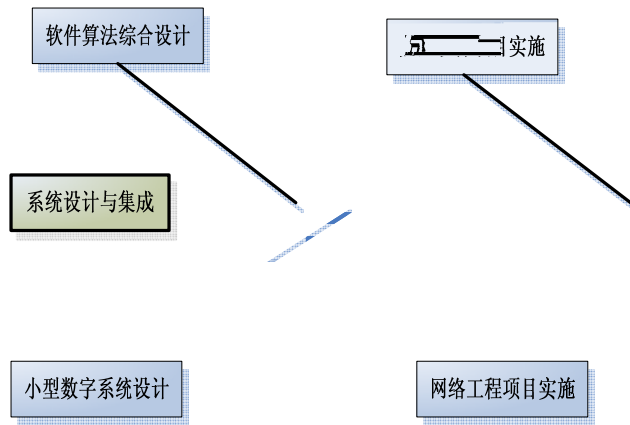 软件算法综合设计
实施
系统设计与集成
小型数字系统设计
网络工程项目实施